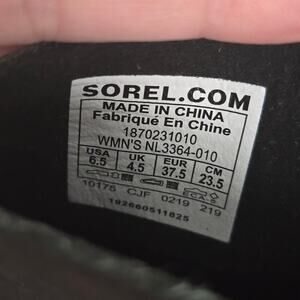 SOREL.COM
MADE IN CHINA
Fabriqué En Chine
1870231010
WMN'S NL3364-010
USA UK EUR CM
6.5 4.5 37.5 23.5
10175 CJF 0219 219
192660511825